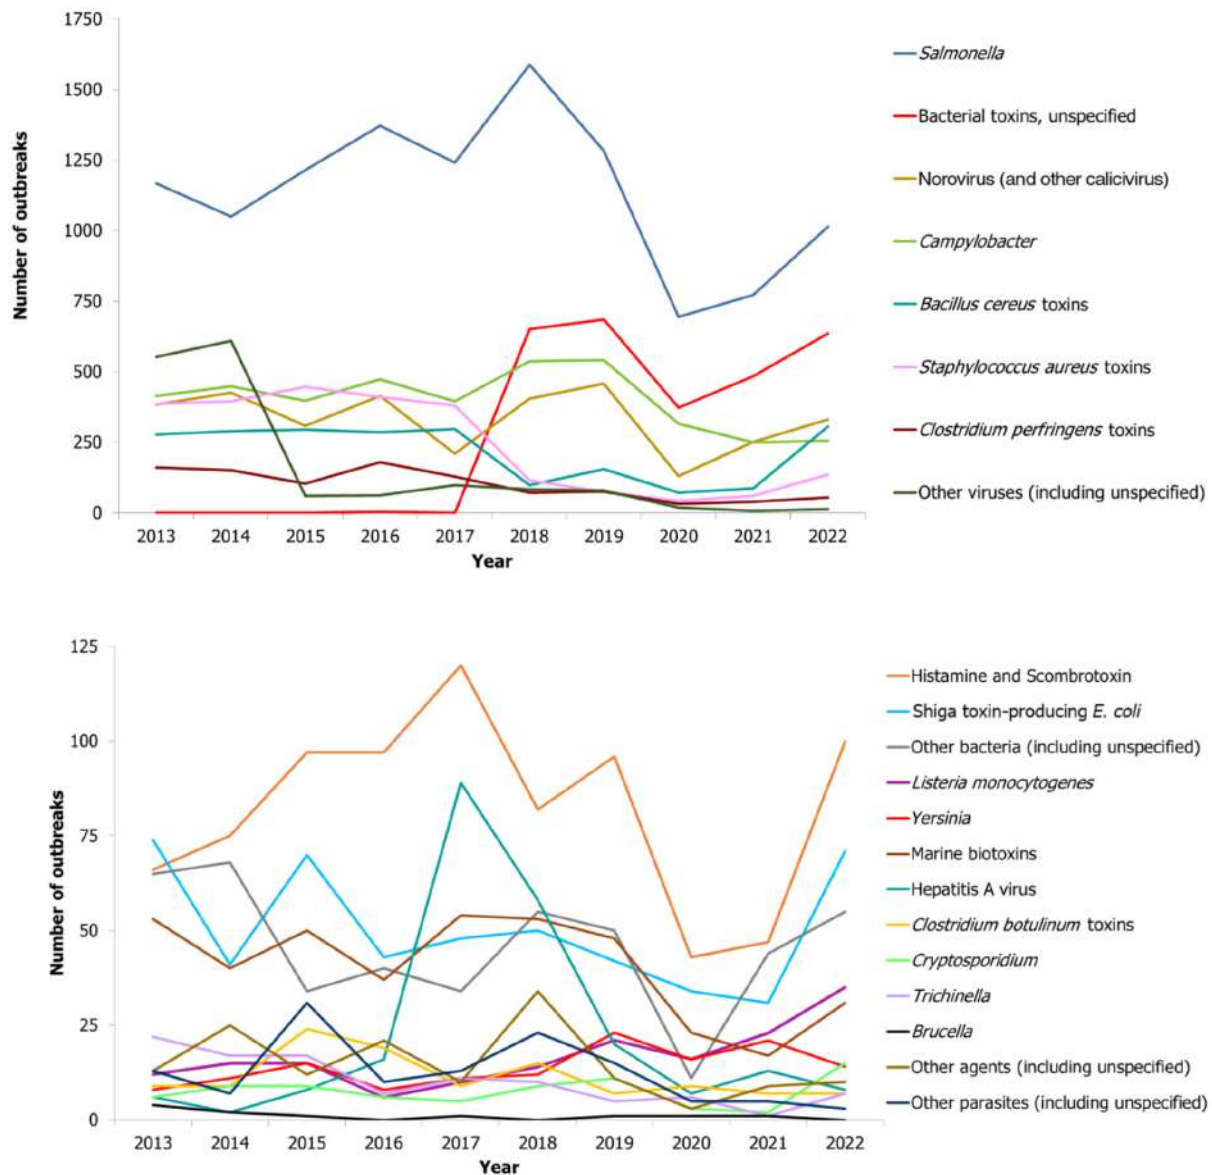 1750
1500
1250
1000
750
500
250
0
Number of outbreaks
2013 2014 2015 2016 2017 2018 2019 2020 2021 2022
Year
Salmonella
Bacterial toxins, unspecified
Norovirus (and other calicivirus)
Campylobacter
Bacillus cereus toxins
Staphylococcus aureus toxins
Clostridium perfringens toxins
Other viruses (including unspecified)
125
100
75
50
25
0
Number of outbreaks
2013 2014 2015 2016 2017 2018 2019 2020 2021 2022
Year
Histamine and Scombrotoxin
Shiga toxin-producing E. coli
Other bacteria (including unspecified)
Listeria monocytogenes
Yersinia
Marine biotoxins
Hepatitis A virus
Clostridium botulinum toxins
Cryptosporidium
Trichinella
Brucella
Other agents (including unspecified)
Other parasites (including unspecified)